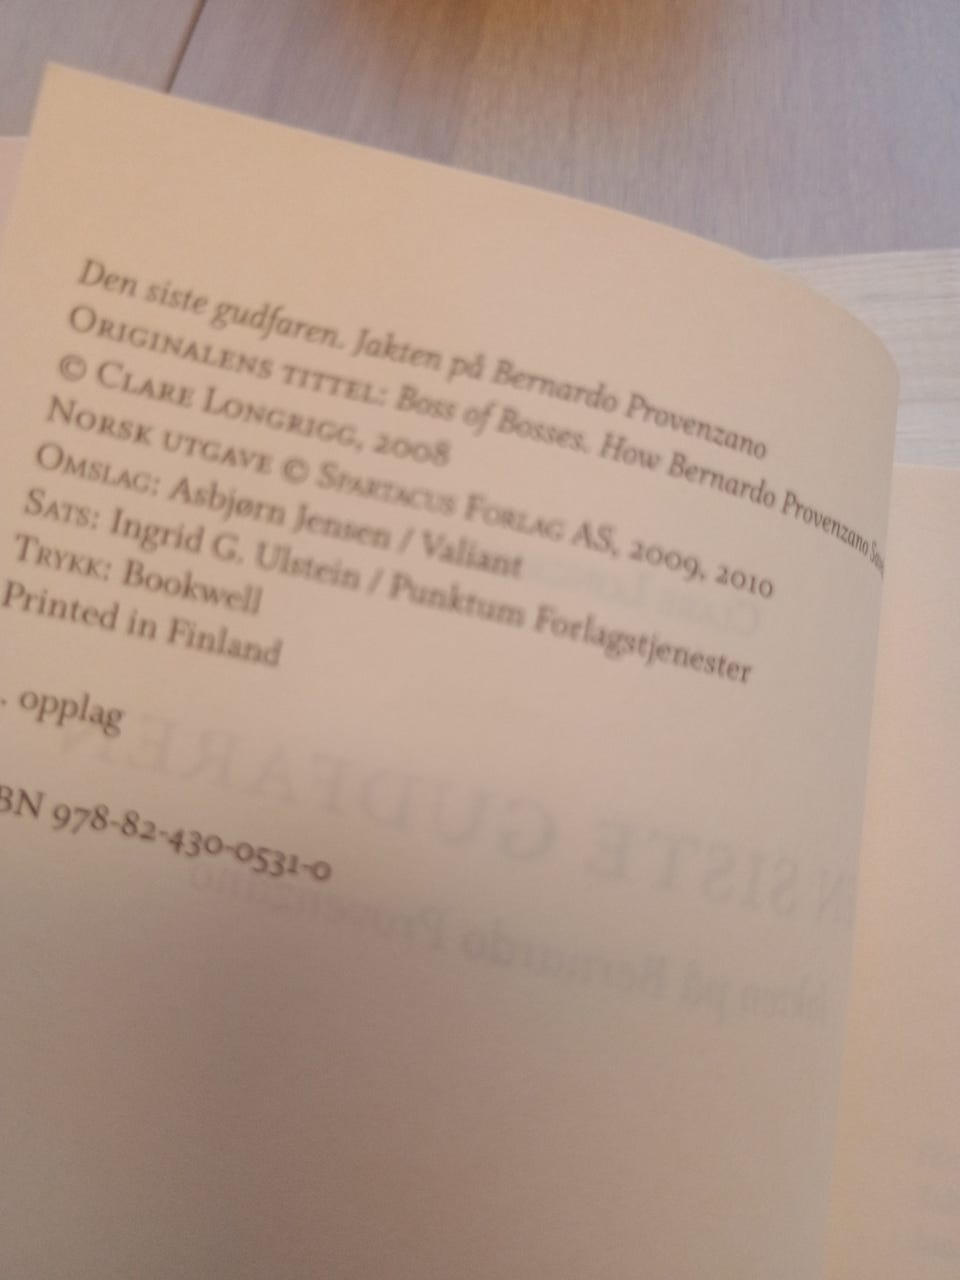 Den siste gudfaren. Jakten på Bernardo Provenzano
Originalens tittel: Boss of Bosses. How Bernardo Provenzano
© Clare Longrigg, 2008
Norsk utgave © Spartacus Forlag AS, 2009, 2010
Omslag: Asbjørn Jensen / Valiant
Sats: Ingrid G. Ulstein / Punktum Forlagstjenester
Trykk: Bookwell
Printed in Finland
. opplag
BN 978-82-430-0531-0